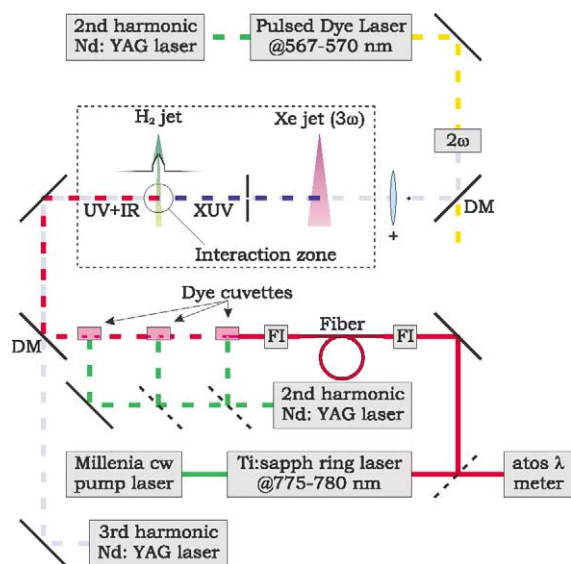 2nd harmonic
Nd: YAG laser
Pulsed Dye Laser
@567-570 nm
H₂ jet
Xe jet (3ω)
2ω
UV+IR
XUV
DM
+
Interaction zone
Dye cuvettes
DM
FI
Fiber
FI
2nd harmonic
Nd: YAG laser
Millenia cw
pump laser
Ti:sapph ring laser
@775-780 nm
atos λ
meter
3rd harmonic
Nd: YAG laser